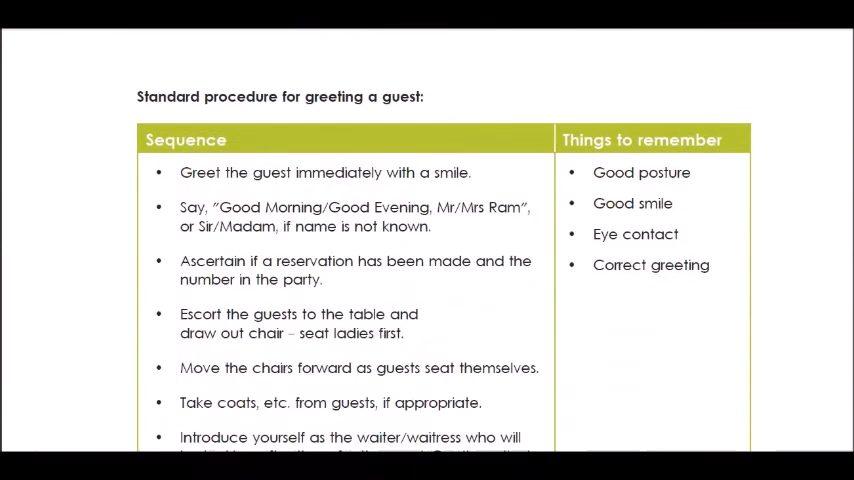 Standard procedure for greeting a guest:
Sequence
Things to remember
• Greet the guest immediately with a smile.
• Say, "Good Morning/Good Evening, Mr/Mrs Ram",
or Sir/Madam, if name is not known.
• Ascertain if a reservation has been made and the
number in the party.
• Escort the guests to the table and
draw out chair – seat ladies first.
• Move the chairs forward as guests seat themselves.
• Take coats, etc. from guests, if appropriate.
• Introduce yourself as the waiter/waitress who will
• Good posture
• Good smile
• Eye contact
• Correct greeting